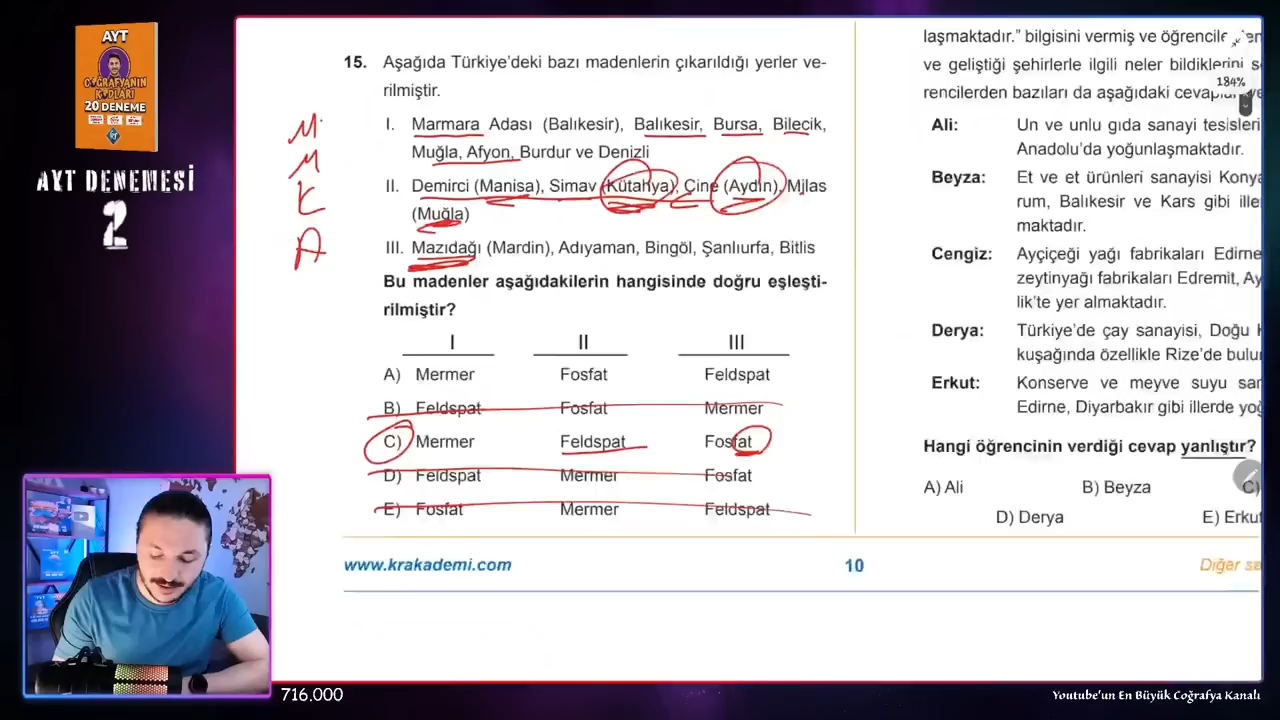 AYT
COĞRAFYANIN
KODLARI
20 DENEME
AYT DENEMESİ
2
15. Aşağıda Türkiye'deki bazı madenlerin çıkarıldığı yerler ve-
rilmiştir.
I. Marmara Adası (Balıkesir), Balıkesir, Bursa, Bilecik,
Muğla, Afyon, Burdur ve Denizli
II. Demirci (Manisa), Simav (Kütahya), Çine (Aydın), Milas
(Muğla)
III. Mazıdağı (Mardin), Adıyaman, Bingöl, Şanlıurfa, Bitlis
Bu madenler aşağıdakilerin hangisinde doğru eşleşti-
rilmiştir?
I II III
A) Mermer Fosfat Feldspat
B) Feldspat Fosfat Mermer
C) Mermer Feldspat Fosfat
D) Feldspat Mermer Fosfat
E) Fosfat Mermer Feldspat
M
M
K
A
www.krakademi.com
10
Diğer sa
laşmaktadır." bilgisini vermiş ve öğrencile
ve geliştiği şehirlerle ilgili neler bildiklerini s
rencilerden bazıları da aşağıdaki cevapl
184%
Ali: Un ve unlu gıda sanayi tesisleri
Anadolu'da yoğunlaşmaktadır.
Beyza: Et ve et ürünleri sanayisi Konya
rum, Balıkesir ve Kars gibi ille
maktadır.
Cengiz: Ayçiçeği yağı fabrikaları Edirne
zeytinyağı fabrikaları Edremit, Ay
lik'te yer almaktadır.
Derya: Türkiye'de çay sanayisi, Doğu K
kuşağında özellikle Rize'de bulu
Erkut: Konserve ve meyve suyu sa
Edirne, Diyarbakır gibi illerde yoğ
Hangi öğrencinin verdiği cevap yanlıştır?
A) Ali B) Beyza C)
D) Derya E) Erkut
716.000
Youtube'un En Büyük Coğrafya Kanalı